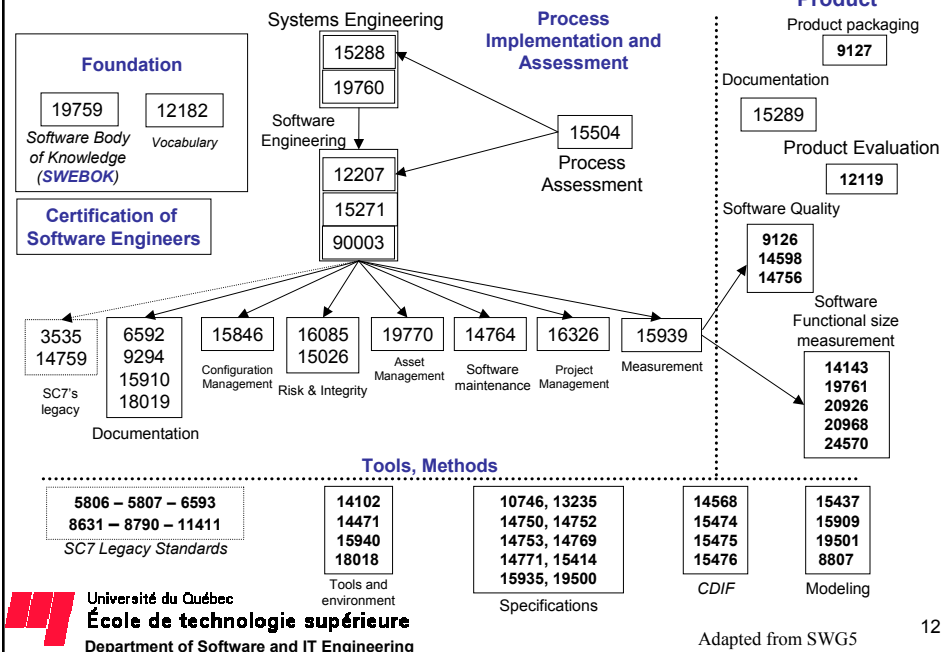 Foundation
19759
12182
Software Body
of Knowledge
(SWEBOK)
Vocabulary
Certification of
Software Engineers
Systems Engineering
15288
19760
Software
Engineering
12207
15271
90003
Process
Implementation and
Assessment
15504
Process
Assessment
Product
Product packaging
9127
Documentation
15289
Product Evaluation
12119
Software Quality
9126
14598
14756
Software
Functional size
measurement
14143
19761
20926
20968
24570
3535
14759
SC7's
legacy
6592
9294
15910
18019
Documentation
15846
Configuration
Management
16085
15026
Risk & Integrity
19770
Asset
Management
14764
Software
maintenance
16326
Project
Management
15939
Measurement
Tools, Methods
5806 – 5807 – 6593
8631 – 8790 – 11411
SC7 Legacy Standards
14102
14471
15940
18018
Tools and
environment
10746, 13235
14750, 14752
14753, 14769
14771, 15414
15935, 19500
Specifications
14568
15474
15475
15476
CDIF
15437
15909
19501
8807
Modeling
Université du Québec
École de technologie supérieure
Department of Software and IT Engineering
Adapted from SWG5
12